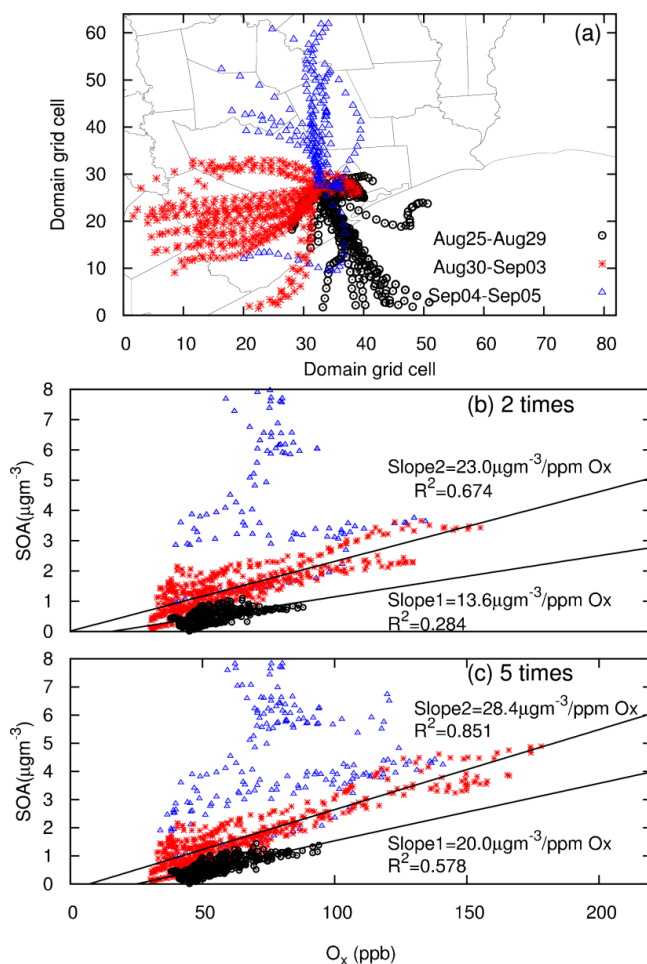 60
50
40
30
20
10
0
Domain grid cell
(a)
Aug25-Aug29
Aug30-Sep03
Sep04-Sep05
0 10 20 30 40 50 60 70 80
Domain grid cell
8
7
6
5
4
3
2
1
0
SOA(μgm-3)
(b) 2 times
Slope2=23.0μgm-3/ppm Ox
R2=0.674
Slope1=13.6μgm-3/ppm Ox
R2=0.284
8
7
6
5
4
3
2
1
0
SOA(μgm-3)
(c) 5 times
Slope2=28.4μgm-3/ppm Ox
R2=0.851
Slope1=20.0μgm-3/ppm Ox
R2=0.578
0 50 100 150 200
Ox (ppb)